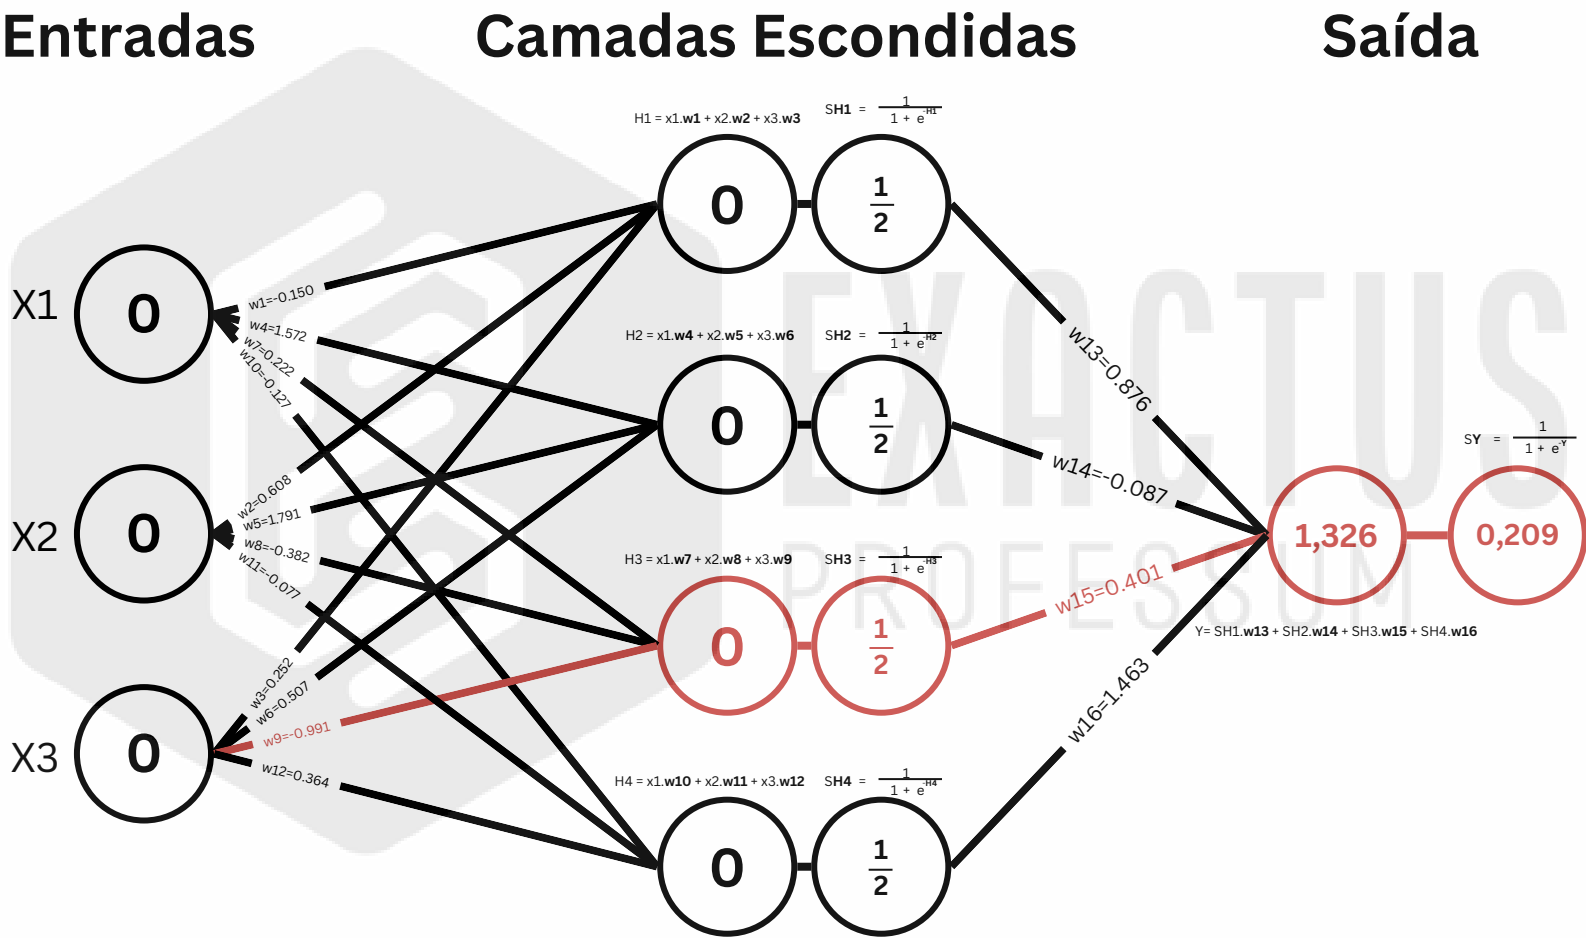 Entradas
Camadas Escondidas
Saída
H1 = x1.w1 + x2.w2 + x3.w3
SH1 = 1 / 1 + e^-H1
0
1/2
X1
0
w1=-0.150
w4=1.572
w7=0.222
w10=-0.127
H2 = x1.w4 + x2.w5 + x3.w6
SH2 = 1 / 1 + e^-H2
0
1/2
X2
0
w2=0.608
w5=1.791
w8=-0.382
w11=-0.077
H3 = x1.w7 + x2.w8 + x3.w9
SH3 = 1 / 1 + e^-H3
0
1/2
X3
0
w3=0.252
w6=0.507
w9=-0.991
w12=0.364
H4 = x1.w10 + x2.w11 + x3.w12
SH4 = 1 / 1 + e^-H4
0
1/2
w13=0.876
w14=-0.087
w15=0.401
w16=1.463
SY = 1 / 1 + e^-Y
1,326
0,209
Y= SH1.w13 + SH2.w14 + SH3.w15 + SH4.w16
EXACTUS
PROFESSUM